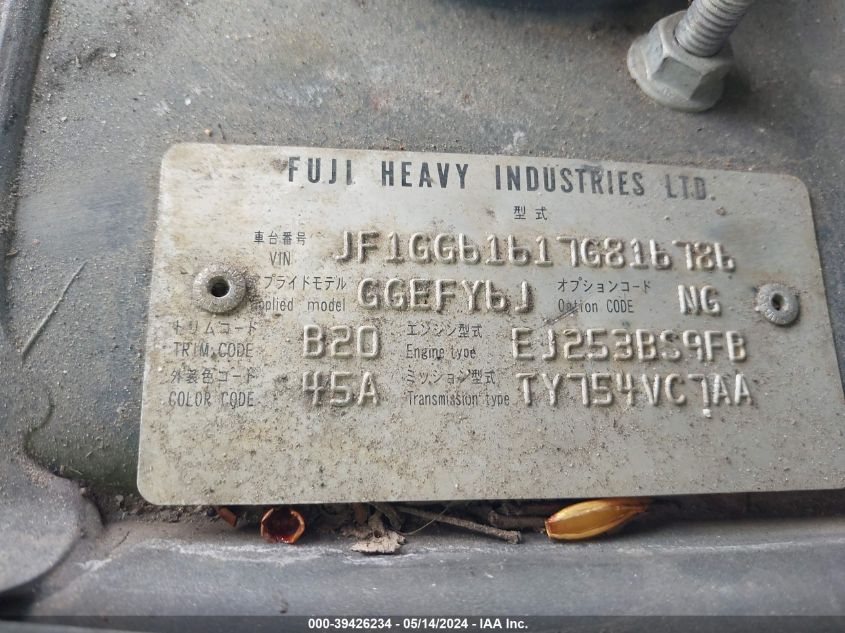 FUJI HEAVY INDUSTRIES LTD.
型式
車台番号 VIN JF1GG61617G816786
アプライドモデル Applied model GGEFY6J オプションコード Option CODE NG
トリムコード TRIM CODE B20 エンジン型式 Engine type EJ253BS9FB
外装色コード COLOR CODE 45A ミッション型式 Transmission type TY754VC7AA
000-39426234 - 05/14/2024 - IAA Inc.